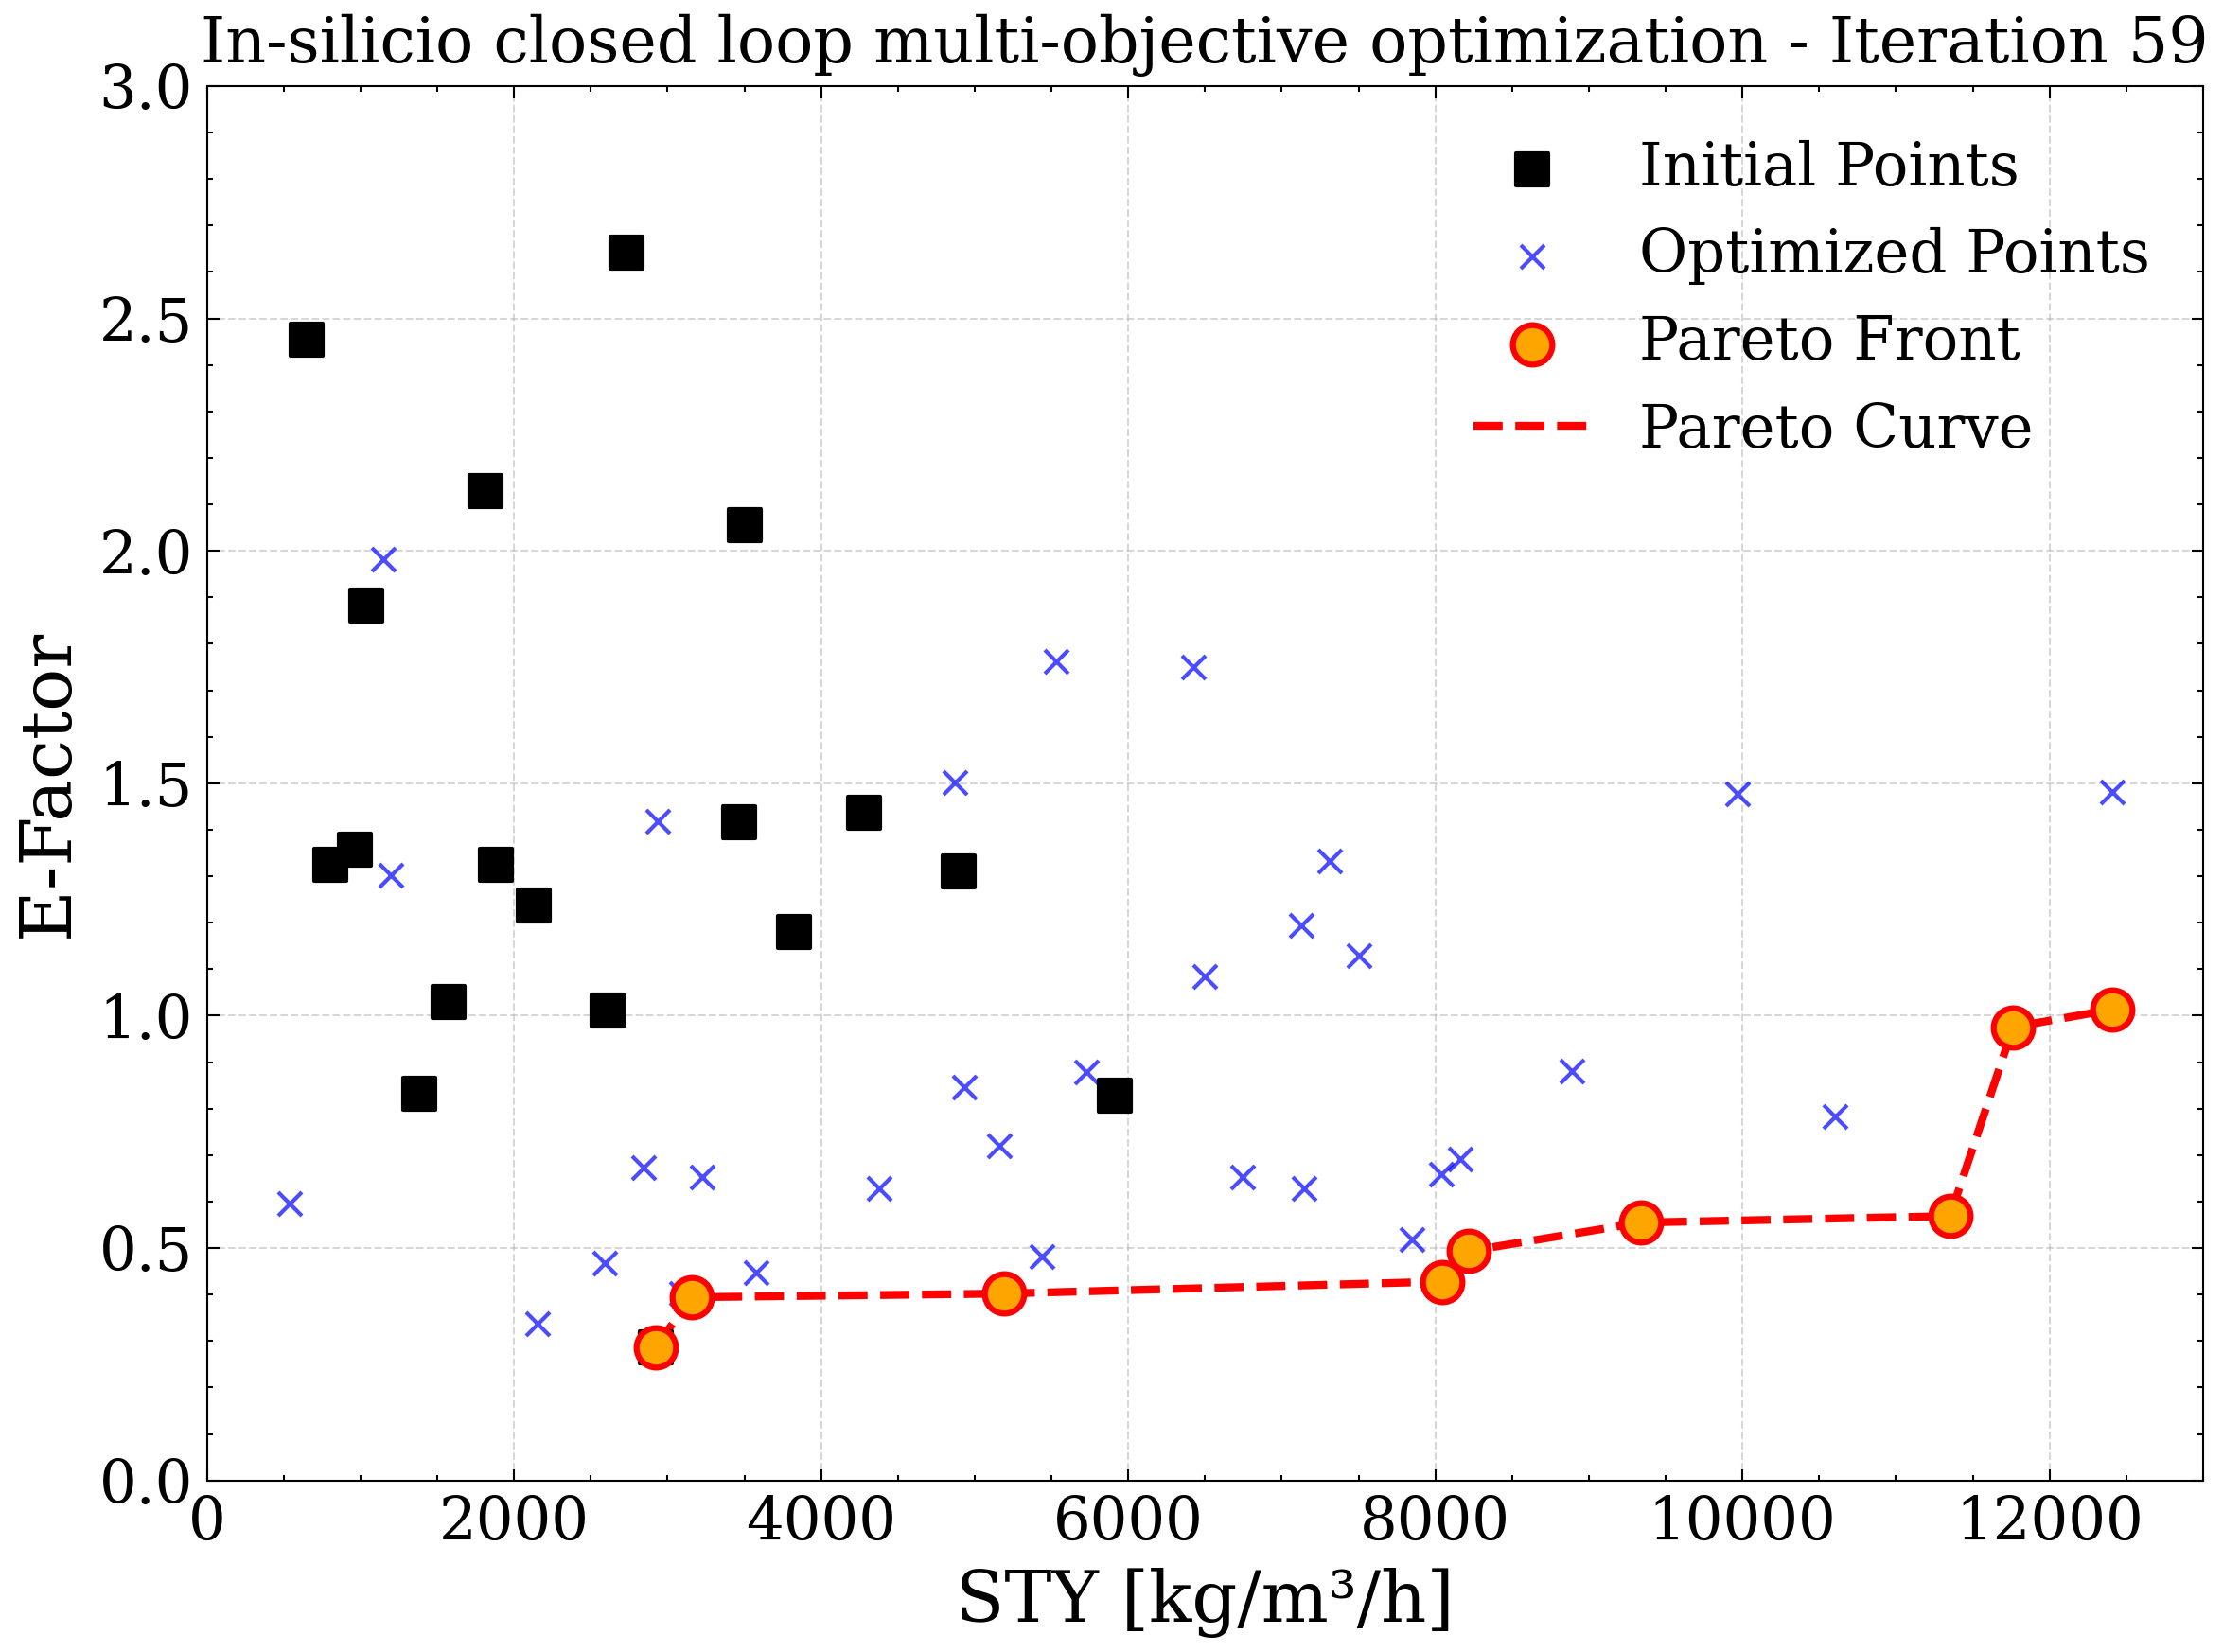 In-silicio closed loop multi-objective optimization - Iteration 59
3.0
2.5
2.0
1.5
1.0
0.5
0.0
E-Factor
Initial Points
Optimized Points
Pareto Front
Pareto Curve
0 2000 4000 6000 8000 10000 12000
STY [kg/m³/h]